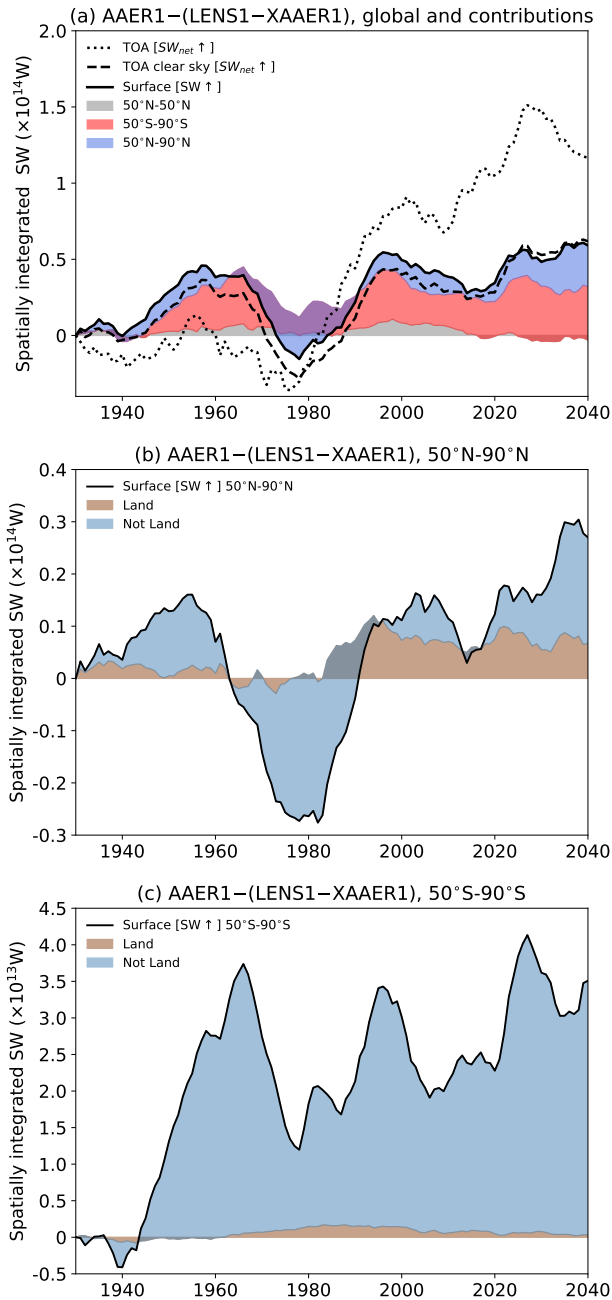 (a) AAER1−(LENS1−XAAER1), global and contributions
Spatially inetegrated  SW (×10¹⁴W)
2.0
1.5
1
0.5
0
TOA [SW_net ↑]
TOA clear sky [SW_net ↑]
Surface [SW ↑]
50°N-50°N
50°S-90°S
50°N-90°N
1940 1960 1980 2000 2020 2040
(b) AAER1−(LENS1−XAAER1), 50°N-90°N
Spatially integrated SW (×10¹⁴W)
0.4
0.3
0.2
0.1
0
-0.1
-0.2
-0.3
Surface [SW ↑] 50°N-90°N
Land
Not Land
1940 1960 1980 2000 2020 2040
(c) AAER1−(LENS1−XAAER1), 50°S-90°S
Spatially integrated SW (×10¹³W)
4.5
4.0
3.5
3.0
2.5
2.0
1.5
1.0
0.5
0
-0.5
Surface [SW ↑] 50°S-90°S
Land
Not Land
1940 1960 1980 2000 2020 2040